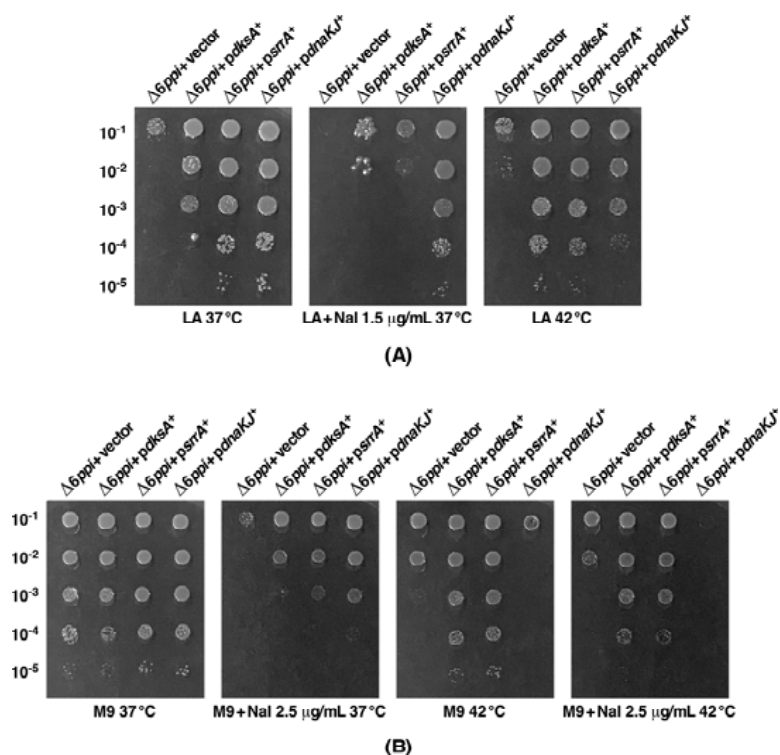 Δ6ppi+ vector
Δ6ppi+ pdksA⁺
Δ6ppi+ psrrA⁺
Δ6ppi+ pdnaKJ⁺
Δ6ppi+ vector
Δ6ppi+ pdksA⁺
Δ6ppi+ psrrA⁺
Δ6ppi+ pdnaKJ⁺
Δ6ppi+ vector
Δ6ppi+ pdksA⁺
Δ6ppi+ psrrA⁺
Δ6ppi+ pdnaKJ⁺
10⁻¹
10⁻²
10⁻³
10⁻⁴
10⁻⁵
LA 37°C
LA + Nal 1.5 μg/mL 37°C
LA 42°C
(A)
Δ6ppi+ vector
Δ6ppi+ pdksA⁺
Δ6ppi+ psrrA⁺
Δ6ppi+ pdnaKJ⁺
Δ6ppi+ vector
Δ6ppi+ pdksA⁺
Δ6ppi+ psrrA⁺
Δ6ppi+ pdnaKJ⁺
Δ6ppi+ vector
Δ6ppi+ pdksA⁺
Δ6ppi+ psrrA⁺
Δ6ppi+ pdnaKJ⁺
Δ6ppi+ vector
Δ6ppi+ pdksA⁺
Δ6ppi+ psrrA⁺
Δ6ppi+ pdnaKJ⁺
10⁻¹
10⁻²
10⁻³
10⁻⁴
10⁻⁵
M9 37°C
M9 + Nal 2.5 μg/mL 37°C
M9 42°C
M9 + Nal 2.5 μg/mL 42°C
(B)